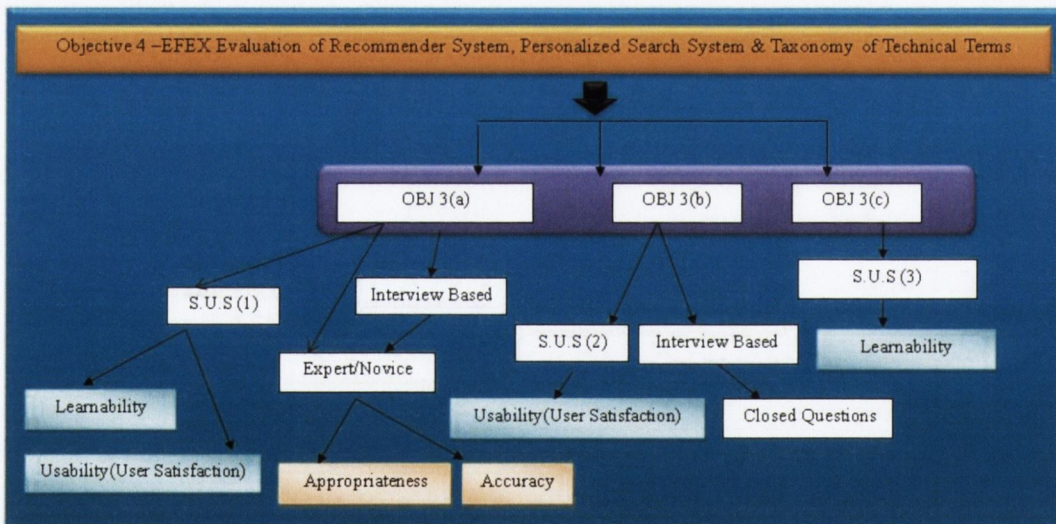 Objective 4 –EFEX Evaluation of Recommender System, Personalized Search System & Taxonomy of Technical Terms
OBJ 3(a)
OBJ 3(b)
OBJ 3(c)
S.U.S (1)
Interview Based
S.U.S (3)
Expert/Novice
S.U.S (2)
Interview Based
Learnability
Learnability
Usability(User Satisfaction)
Closed Questions
Usability(User Satisfaction)
Appropriateness
Accuracy